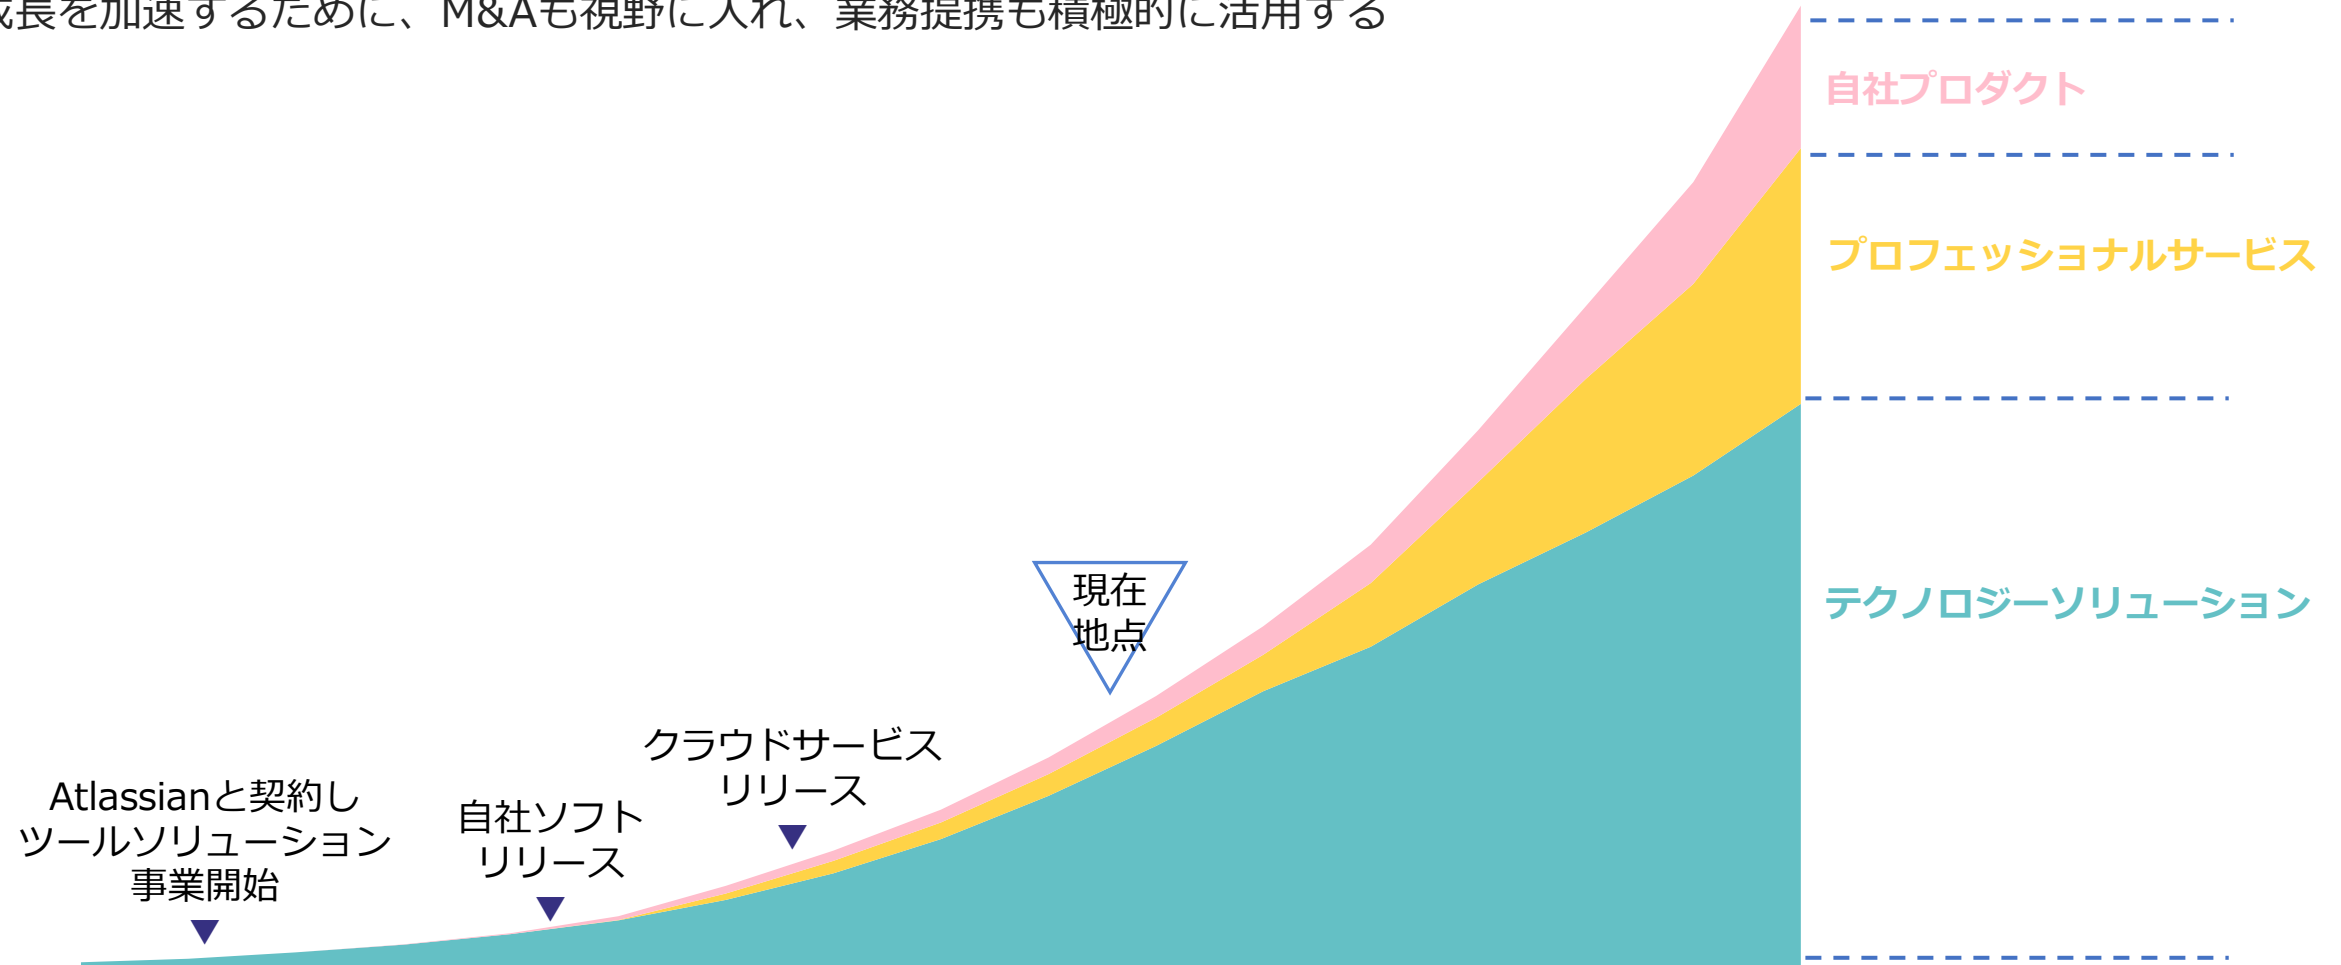 成長を加速するために、M&Aも視野に入れ、業務提携も積極的に活用する
自社プロダクト
プロフェッショナルサービス
テクノロジーソリューション
現在
地点
クラウドサービス
リリース
自社ソフト
リリース
Atlassianと契約し
ツールソリューション
事業開始